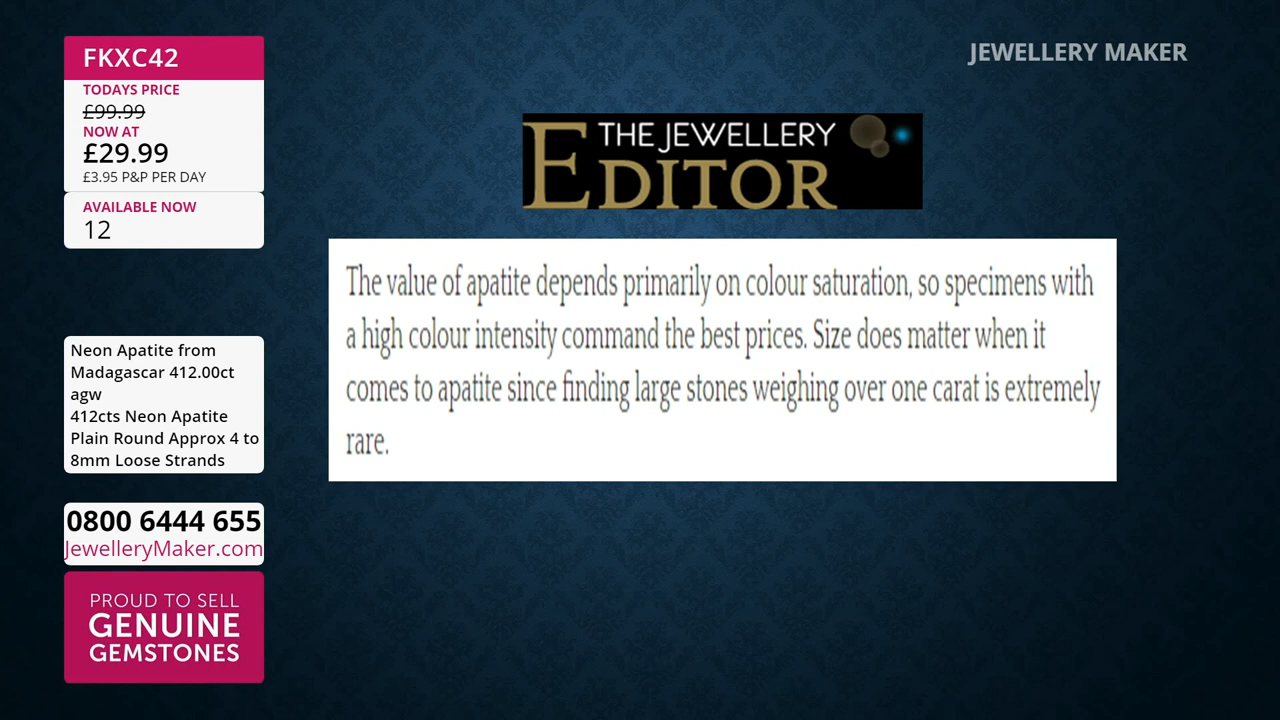 FKXC42
TODAYS PRICE
£99.99
NOW AT
£29.99
£3.95 P&P PER DAY
AVAILABLE NOW
12
Neon Apatite from
Madagascar 412.00ct
agw
412cts Neon Apatite
Plain Round Approx 4 to
8mm Loose Strands
0800 6444 655
JewelleryMaker.com
PROUD TO SELL
GENUINE
GEMSTONES
JEWELLERY MAKER
THE JEWELLERY
EDITOR
The value of apatite depends primarily on colour saturation, so specimens with
a high colour intensity command the best prices. Size does matter when it
comes to apatite since finding large stones weighing over one carat is extremely
rare.